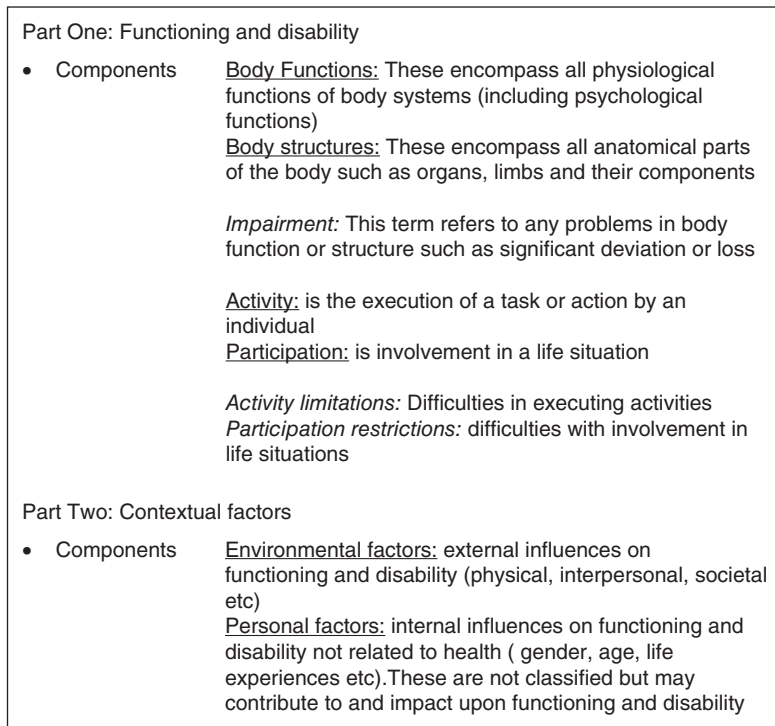 Part One: Functioning and disability
• Components Body Functions: These encompass all physiological
functions of body systems (including psychological
functions)
Body structures: These encompass all anatomical parts
of the body such as organs, limbs and their components
Impairment: This term refers to any problems in body
function or structure such as significant deviation or loss
Activity: is the execution of a task or action by an
individual
Participation: is involvement in a life situation
Activity limitations: Difficulties in executing activities
Participation restrictions: difficulties with involvement in
life situations
Part Two: Contextual factors
• Components Environmental factors: external influences on
functioning and disability (physical, interpersonal, societal
etc)
Personal factors: internal influences on functioning and
disability not related to health ( gender, age, life
experiences etc).These are not classified but may
contribute to and impact upon functioning and disability